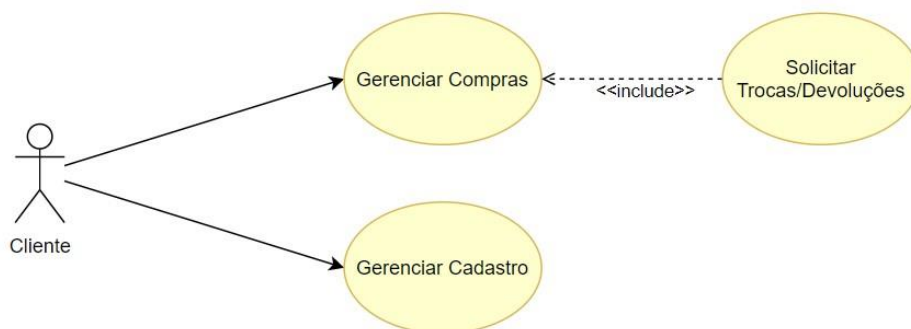 Gerenciar Compras
<<include>>
Solicitar
Trocas/Devoluções
Cliente
Gerenciar Cadastro